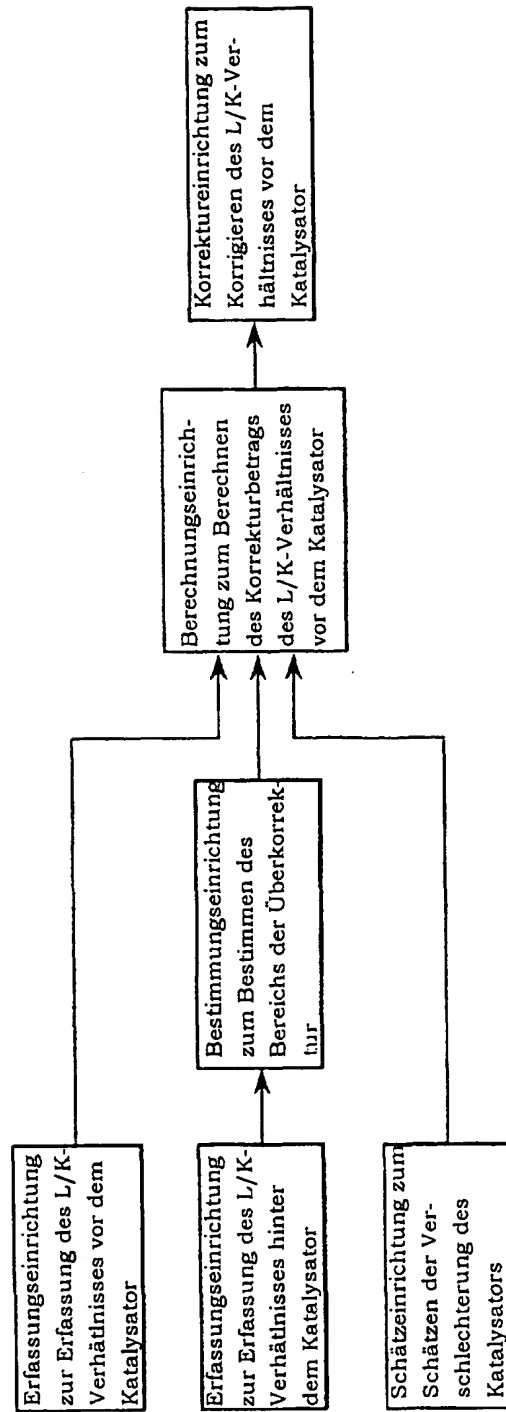 Erfassungseinrichtung
zur Erfassung des L/K-
Verhätlnisses vor dem
Katalysator
Erfassungseinrichtung
zur Erfassung des L/K-
Verhätlnisses hinter
dem Katalysator
Schätzeinrichtung zum
Schätzen der Ver-
schlechterung des
Katalysators
Bestimmungseinrichtung
zum Bestimmen des
Bereichs der Überkorrek-
tur
Berechnungseinrich-
tung zum Berechnen
des Korrekturbetrags
des L/K-Verhältnisses
vor dem Katalysator
Korrektureinrichtung zum
Korrigieren des L/K-Ver-
hältnisses vor dem
Katalysator